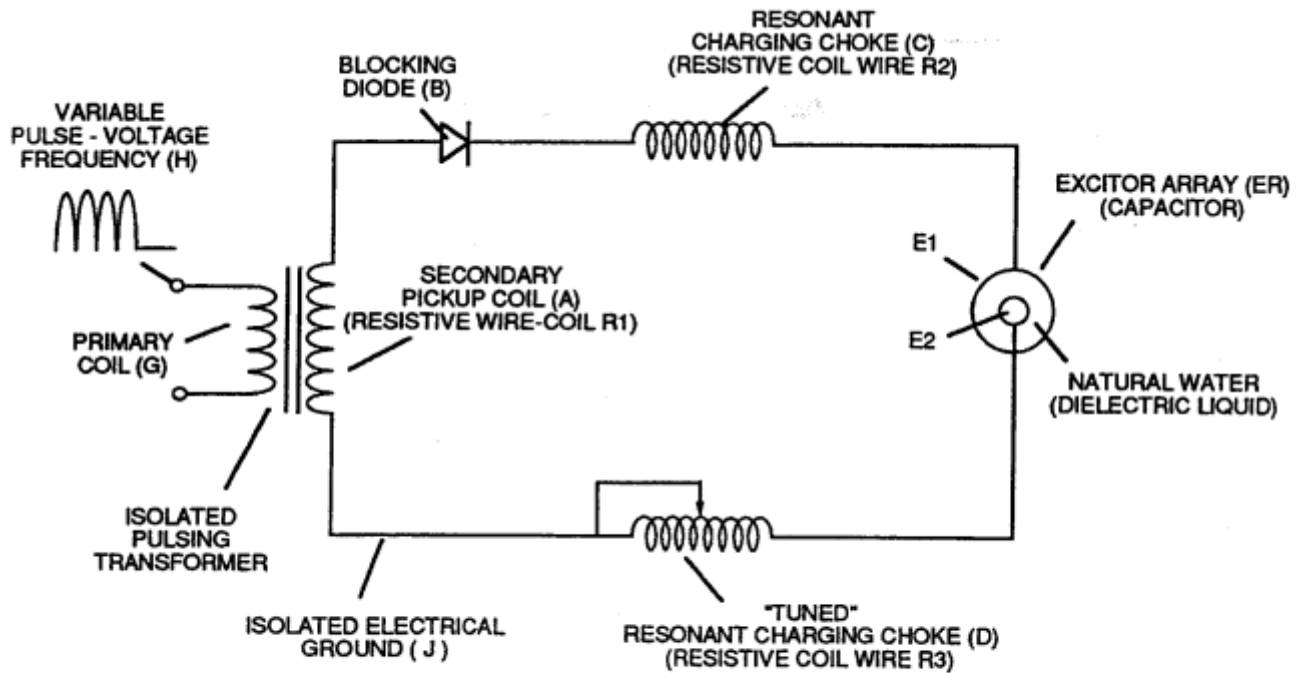 RESONANT
CHARGING CHOKE (C)
(RESISTIVE COIL WIRE R2)
BLOCKING
DIODE (B)
VARIABLE
PULSE - VOLTAGE
FREQUENCY (H)
EXCITOR ARRAY (ER)
(CAPACITOR)
E1
SECONDARY
PICKUP COIL (A)
(RESISTIVE WIRE-COIL R1)
PRIMARY
COIL (G)
E2
NATURAL WATER
(DIELECTRIC LIQUID)
ISOLATED
PULSING
TRANSFORMER
ISOLATED ELECTRICAL
GROUND ( J )
"TUNED"
RESONANT CHARGING CHOKE (D)
(RESISTIVE COIL WIRE R3)